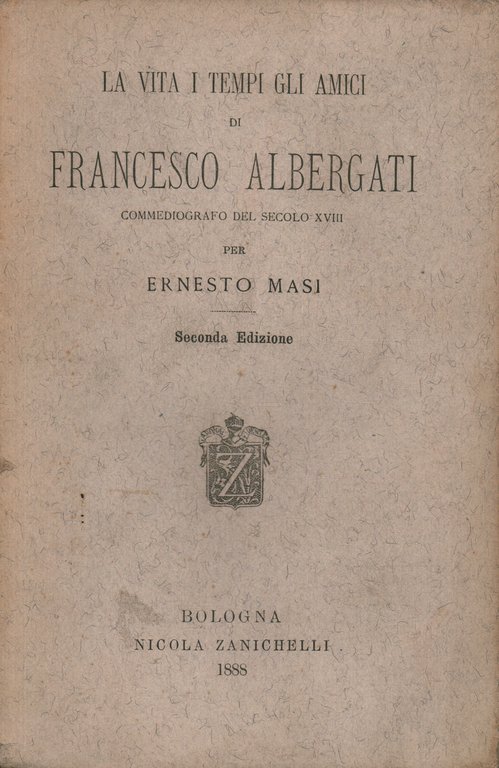 LA VITA I TEMPI GLI AMICI
DI
FRANCESCO ALBERGATI
COMMEDIOGRAFO DEL SECOLO XVIII
PER
ERNESTO MASI
Seconda Edizione
Z
BOLOGNA
NICOLA ZANICHELLI
1888